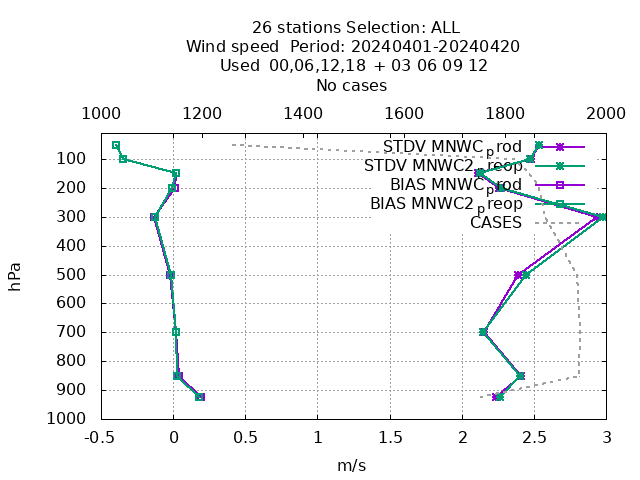 26 stations Selection: ALL
Wind speed  Period: 20240401-20240420
Used  00,06,12,18  + 03 06 09 12
No cases
1000 1200 1400 1600 1800 2000
STDV MNWC_prod
STDV MNWC2_preop
BIAS MNWC_prod
BIAS MNWC2_preop
CASES
100
200
300
400
500
600
700
800
900
1000
hPa
-0.5 0 0.5 1 1.5 2 2.5 3
m/s